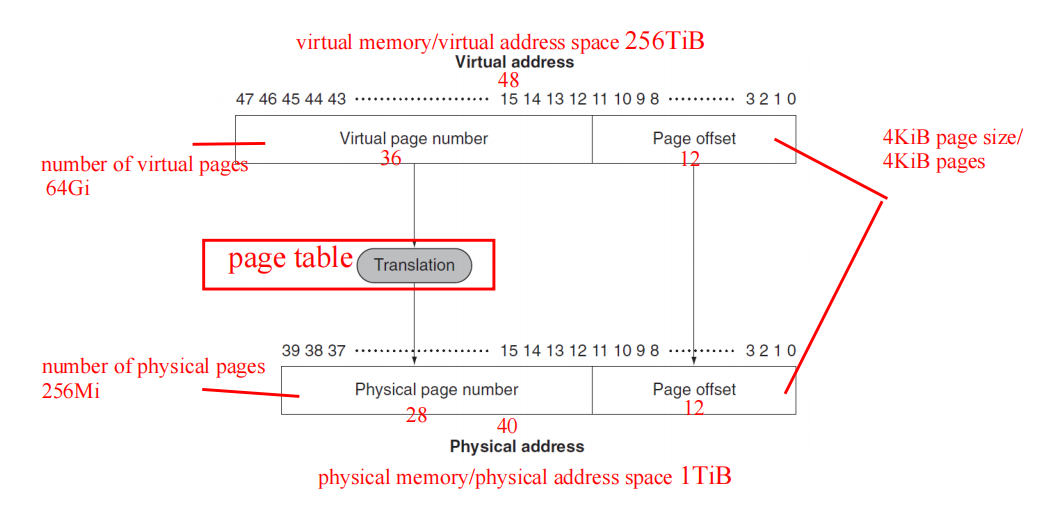 virtual memory/virtual address space 256TiB
Virtual address
48
47 46 45 44 43 ........................ 15 14 13 12 11 10 9 8 ........... 3 2 1 0
Virtual page number
Page offset
36
12
4KiB page size/
4KiB pages
number of virtual pages
64Gi
page table
Translation
39 38 37 ........................ 15 14 13 12 11 10 9 8 ........... 3 2 1 0
number of physical pages
256Mi
Physical page number
Page offset
28
12
40
Physical address
physical memory/physical address space 1TiB